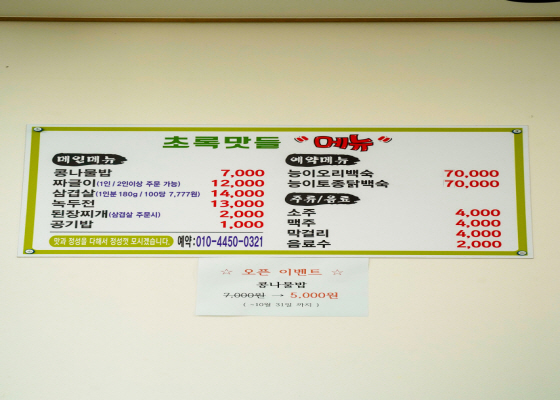 초록맛들 "메뉴"
메인메뉴
콩나물밥 7,000
짜글이(1인 / 2인이상 주문 가능) 12,000
삼겹살(1인분 180g / 100당 7,777원) 14,000
녹두전 13,000
된장찌개(삼겹살 주문시) 2,000
공기밥 1,000
맛과 정성을 다해서 정성껏 모시겠습니다. 예약:010-4450-0321
예약메뉴
능이오리백숙 70,000
능이토종닭백숙 70,000
주류/음료
소주 4,000
맥주 4,000
막걸리 4,000
음료수 2,000
☆ 오픈 이벤트 ☆
콩나물밥
7,000원 → 5,000원
( ~10월 31일 까지 )